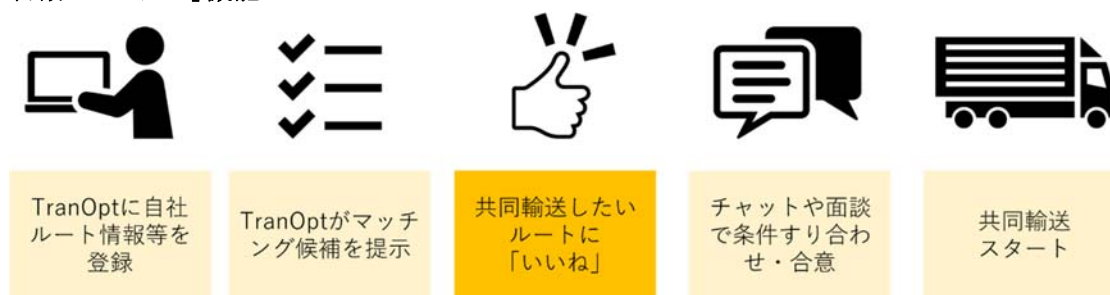 TranOptに自社
ルート情報等を
登録
TranOptがマッチ
ング候補を提示
共同輸送したい
ルートに
「いいね」
チャットや面談
で条件すり合わ
せ・合意
共同輸送
スタート